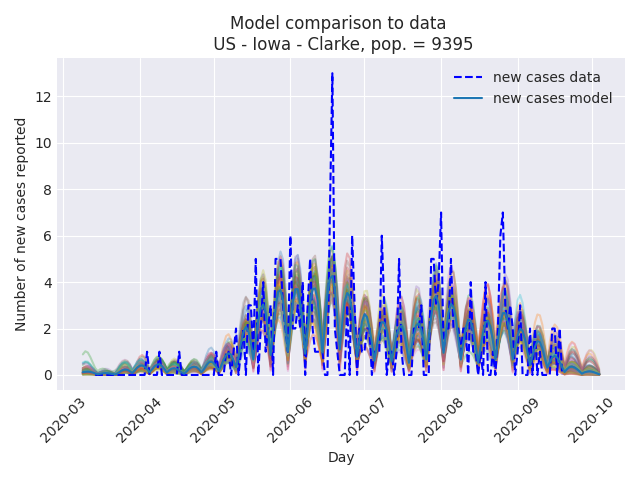 Model comparison to data
US - Iowa - Clarke, pop. = 9395
new cases data
new cases model
Number of new cases reported
12
10
8
6
4
2
0
2020-03
2020-04
2020-05
2020-06
2020-07
2020-08
2020-09
2020-10
Day